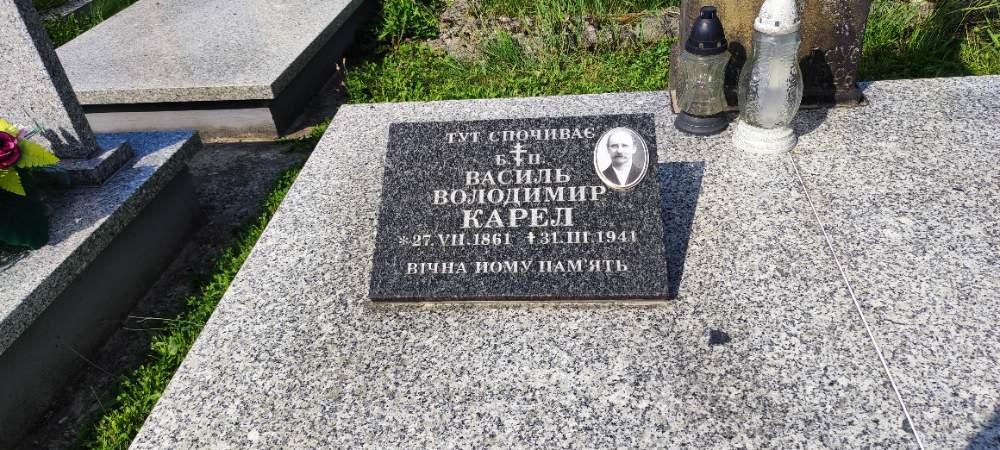 ТУТ СПОЧИВАЄ
Б. ☦ П.
ВАСИЛЬ
ВОЛОДИМИР
КАРЕЛ
* 27. VII. 1861 ☦ 31. III. 1941
ВІЧНА ЙОМУ ПАМ'ЯТЬ